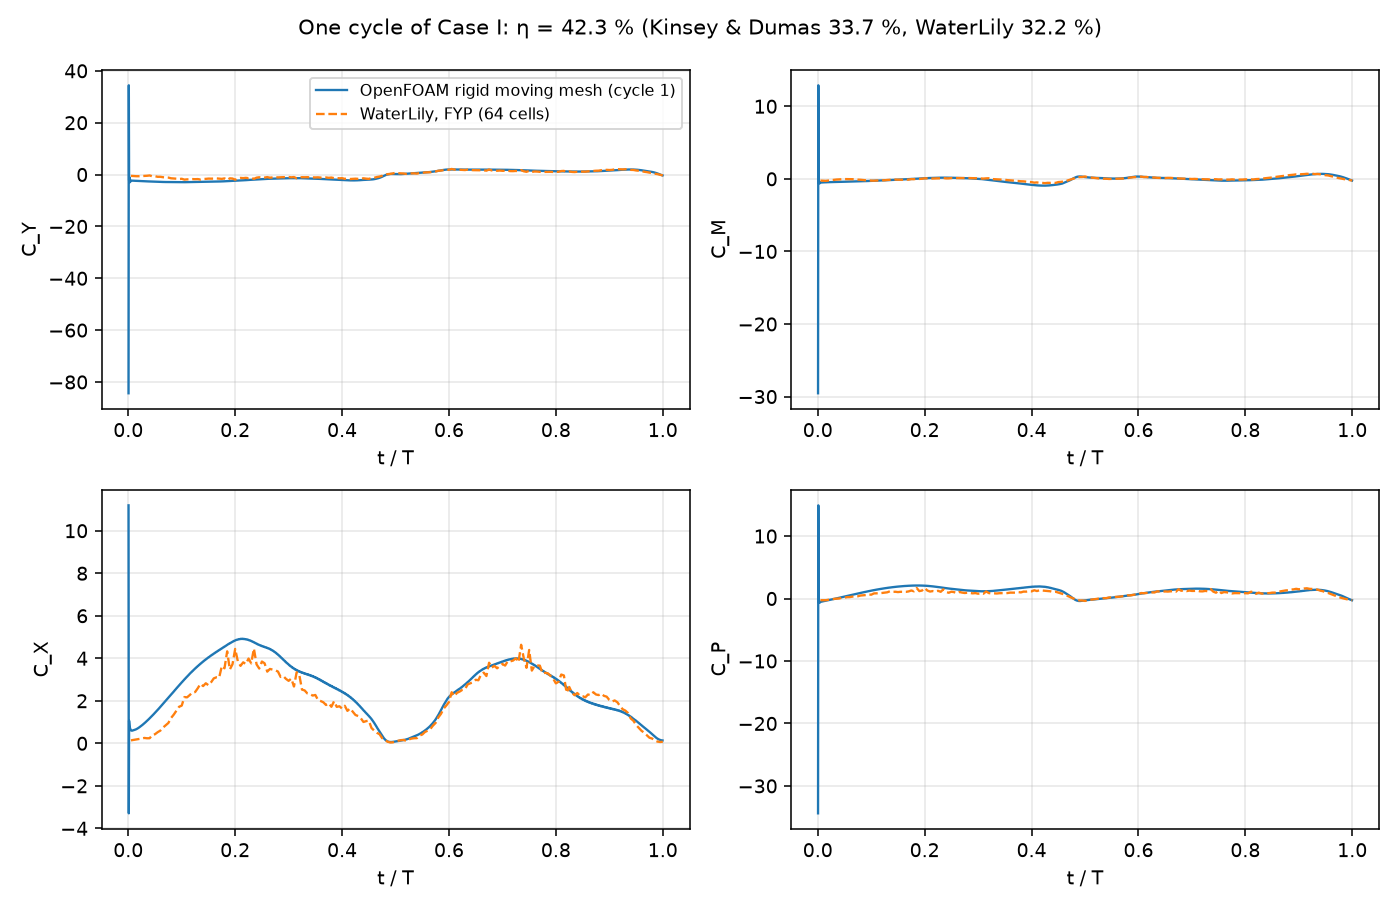 One cycle of Case I: η = 42.3 % (Kinsey & Dumas 33.7 %, WaterLily 32.2 %)
OpenFOAM rigid moving mesh (cycle 1)
WaterLily, FYP (64 cells)
C_Y
40
20
0
−20
−40
−60
−80
0.0 0.2 0.4 0.6 0.8 1.0
t / T
C_M
10
0
−10
−20
−30
0.0 0.2 0.4 0.6 0.8 1.0
t / T
C_X
10
8
6
4
2
0
−2
−4
0.0 0.2 0.4 0.6 0.8 1.0
t / T
C_P
10
0
−10
−20
−30
0.0 0.2 0.4 0.6 0.8 1.0
t / T